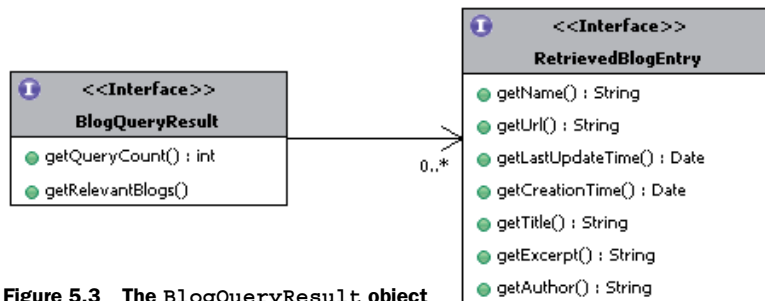 <<Interface>>
BlogQueryResult
getQueryCount() : int
getRelevantBlogs()
0..*
I
<<Interface>>
RetrievedBlogEntry
getName() : String
getUrl() : String
getLastUpdateTime() : Date
getCreationTime() : Date
getTitle() : String
getExcerpt() : String
getAuthor() : String
Figure 5.3 The BlogQueryResult object